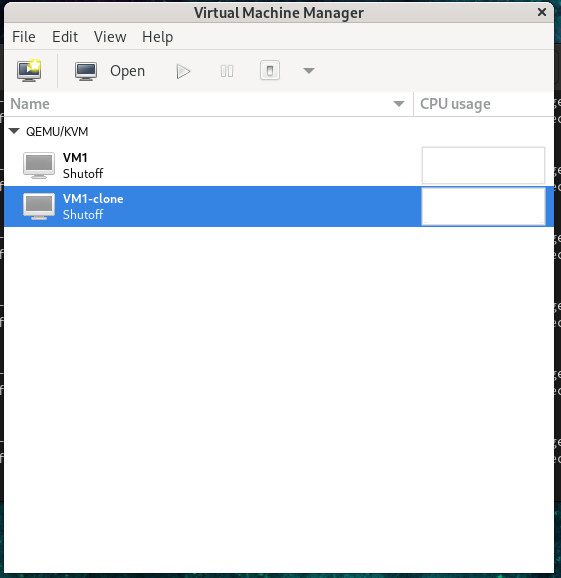 Virtual Machine Manager
File Edit View Help
Open
Name CPU usage
QEMU/KVM
VM1
Shutoff
VM1-clone
Shutoff